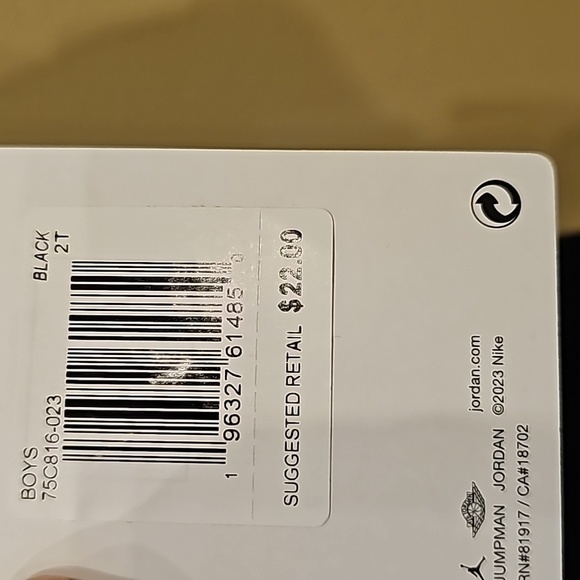 BOYS BLACK
75C816-023 2T
1 96327 61485 0
SUGGESTED RETAIL $22.00
jordan.com
JUMPMAN JORDAN ©2023 Nike
RN#81917 / CA#18702